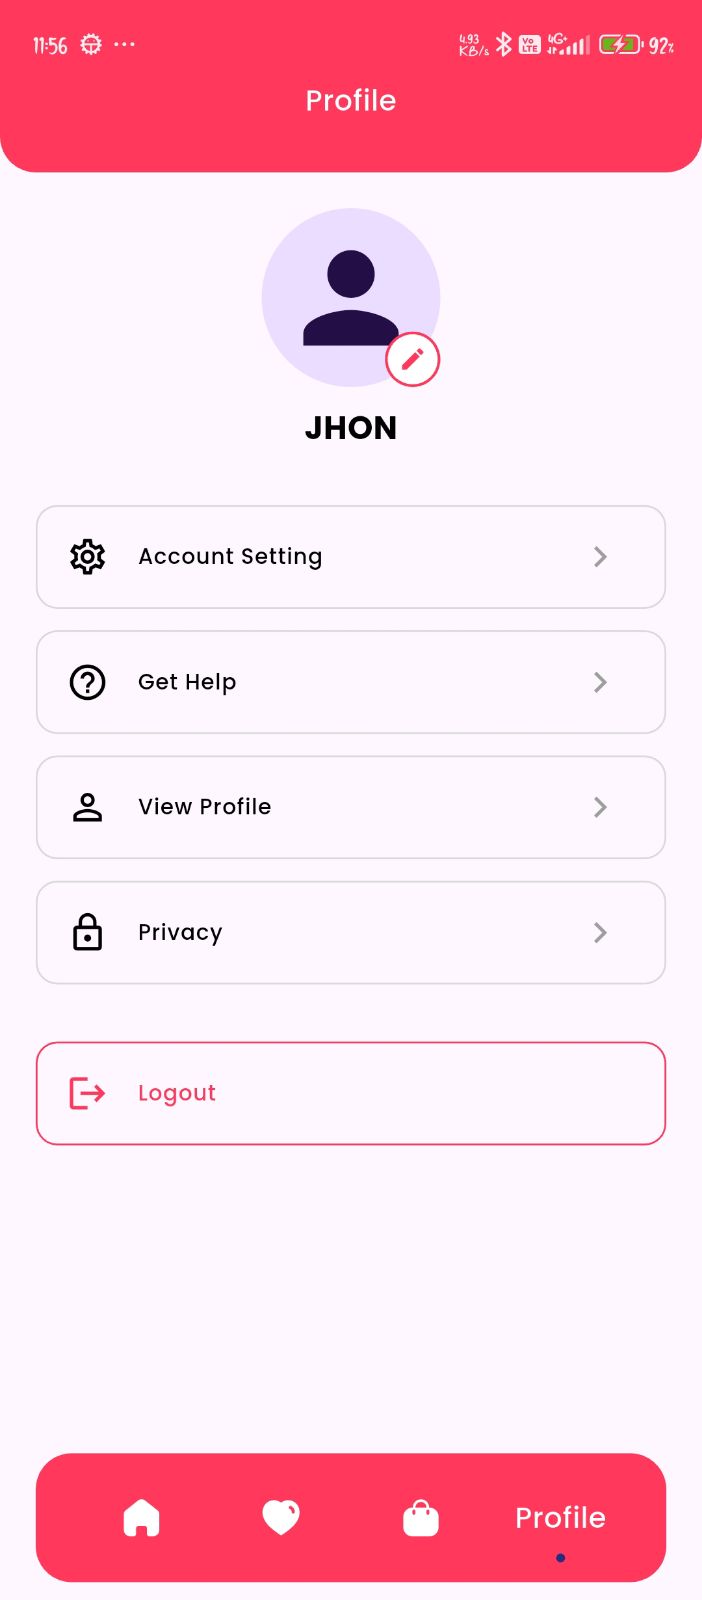 11:56 ... 4.93 KB/s Vo LTE 4G+ 92%
Profile
JHON
Account Setting
Get Help
View Profile
Privacy
Logout
Profile